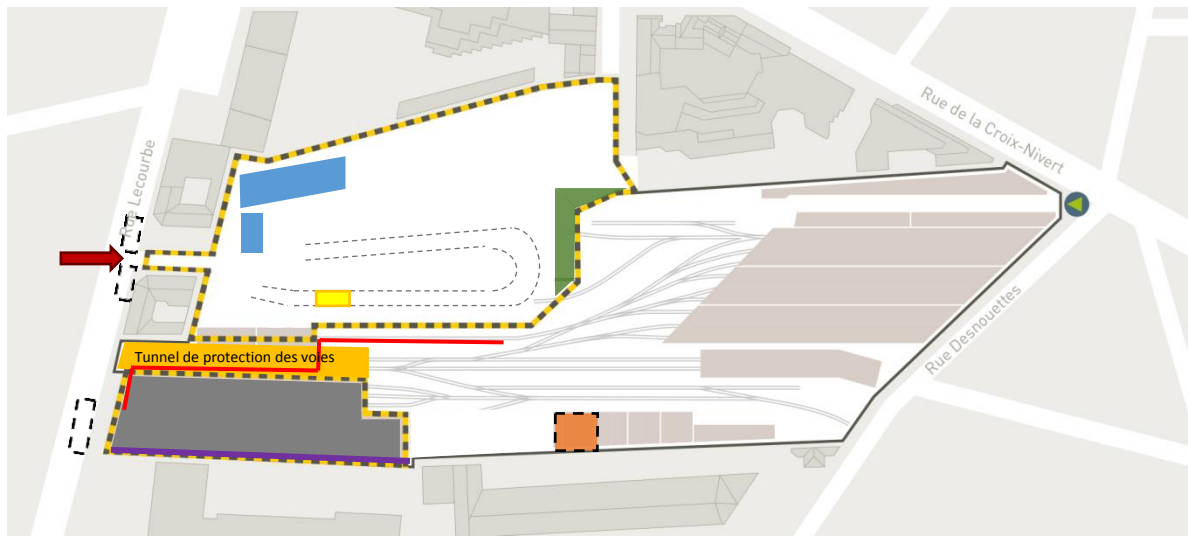 Rue Lecourbe
Rue de la Croix-Nivert
Rue Desnouettes
Tunnel de protection des voies